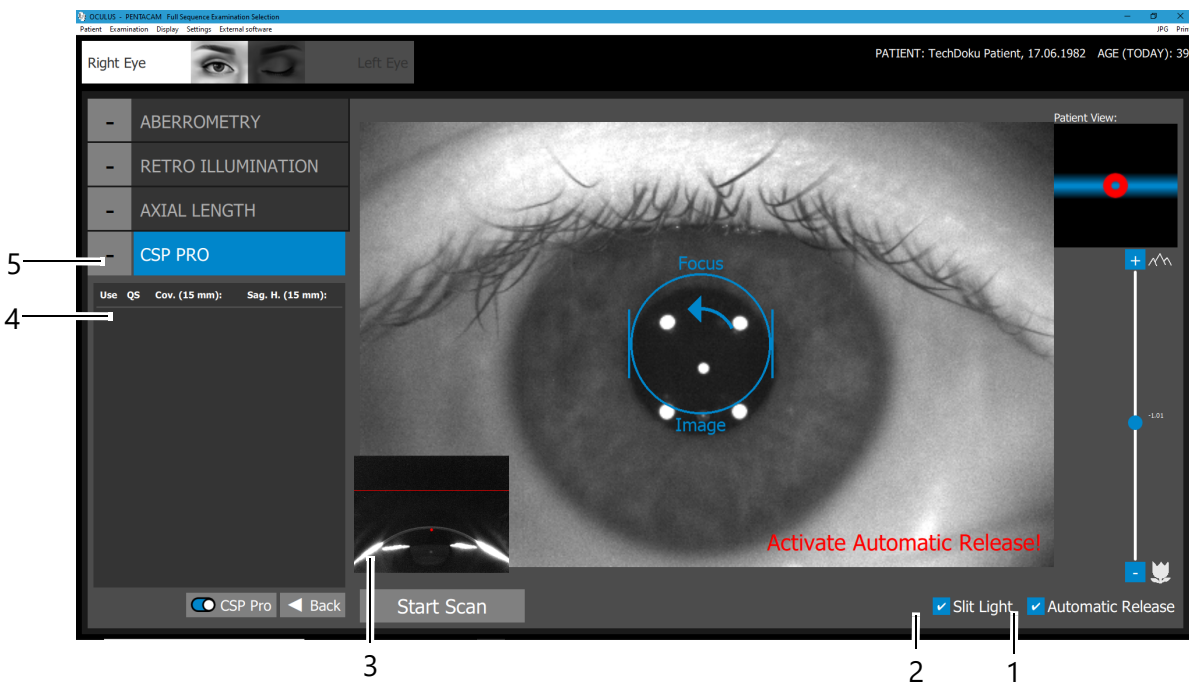 OCULUS - PENTACAM Full Sequence Examination Selection
Patient Examination Display Settings External software JPG Prin
Right Eye Left Eye PATIENT: TechDoku Patient, 17.06.1982 AGE (TODAY): 39
- ABERROMETRY
- RETRO ILLUMINATION
- AXIAL LENGTH
- CSP PRO
Use QS Cov. (15 mm): Sag. H. (15 mm):
Patient View:
+
-1.01
-
Focus
Image
Activate Automatic Release!
CSP Pro Back
Start Scan
Slit Light Automatic Release
5
4
3
2
1